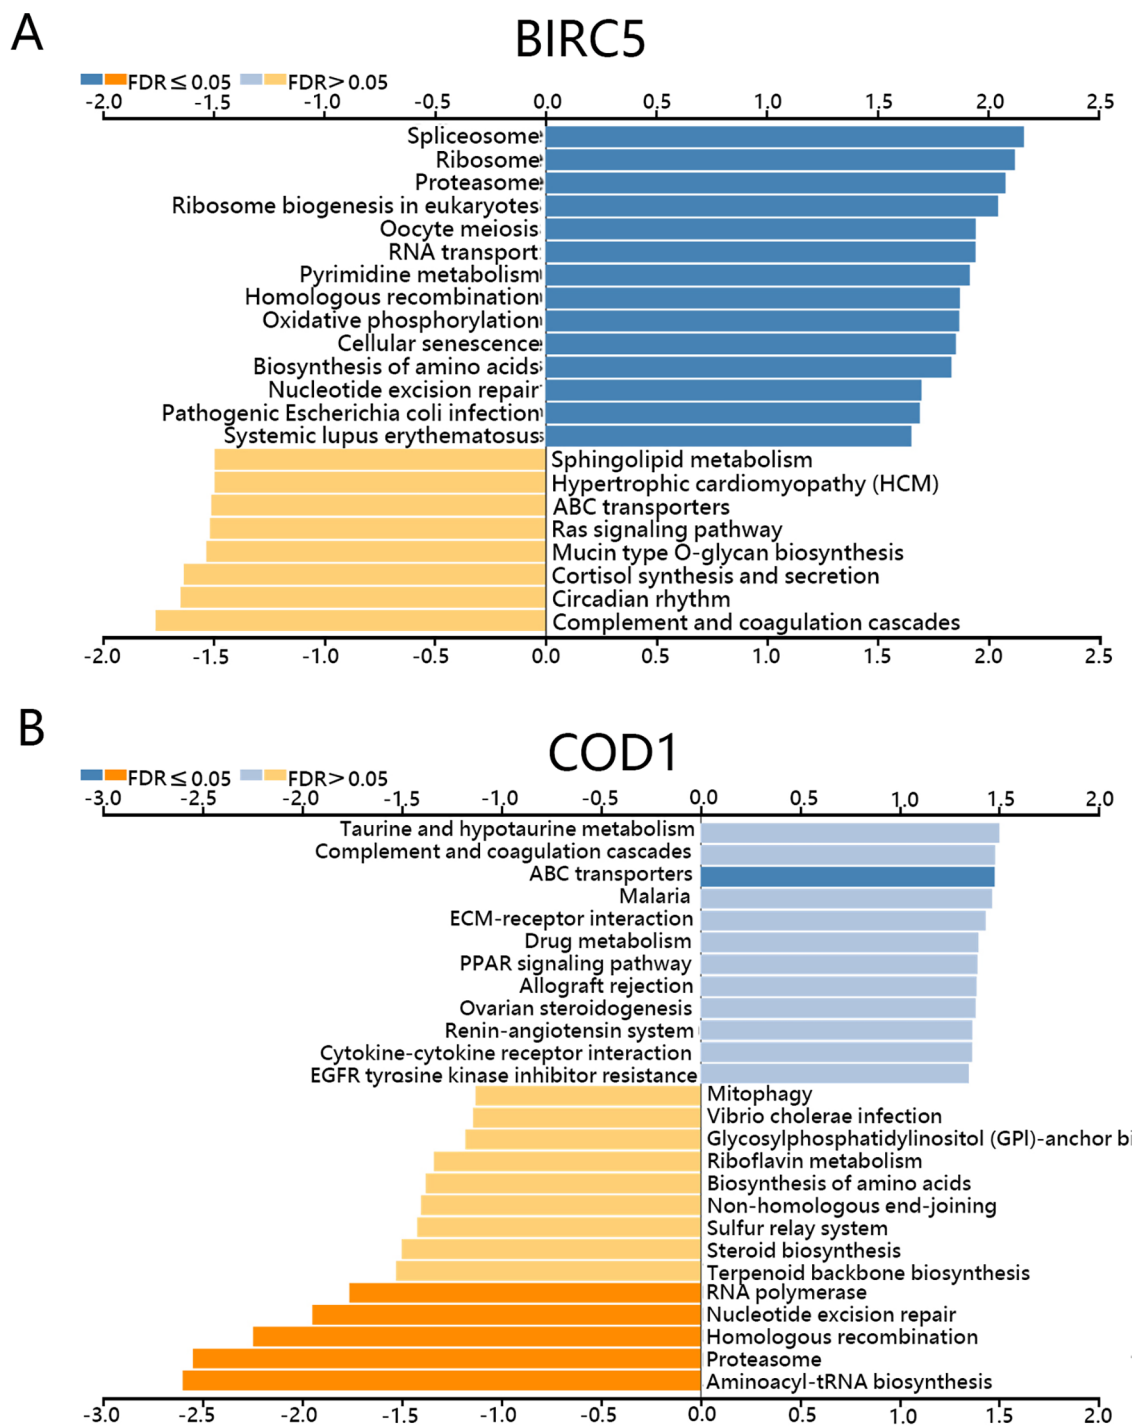 A
BIRC5
FDR≤0.05 FDR>0.05
-2.0 -1.5 -1.0 -0.5 0.0 0.5 1.0 1.5 2.0 2.5
Spliceosome
Ribosome
Proteasome
Ribosome biogenesis in eukaryotes
Oocyte meiosis
RNA transport
Pyrimidine metabolism
Homologous recombination
Oxidative phosphorylation
Cellular senescence
Biosynthesis of amino acids
Nucleotide excision repair
Pathogenic Escherichia coli infection
Systemic lupus erythematosus
Sphingolipid metabolism
Hypertrophic cardiomyopathy (HCM)
ABC transporters
Ras signaling pathway
Mucin type O-glycan biosynthesis
Cortisol synthesis and secretion
Circadian rhythm
Complement and coagulation cascades
-2.0 -1.5 -1.0 -0.5 0.0 0.5 1.0 1.5 2.0 2.5
B
COD1
FDR≤0.05 FDR>0.05
-3.0 -2.5 -2.0 -1.5 -1.0 -0.5 0.0 0.5 1.0 1.5 2.0
Taurine and hypotaurine metabolism
Complement and coagulation cascades
ABC transporters
Malaria
ECM-receptor interaction
Drug metabolism
PPAR signaling pathway
Allograft rejection
Ovarian steroidogenesis
Renin-angiotensin system
Cytokine-cytokine receptor interaction
EGFR tyrosine kinase inhibitor resistance
Mitophagy
Vibrio cholerae infection
Glycosylphosphatidylinositol (GPI)-anchor bi
Riboflavin metabolism
Biosynthesis of amino acids
Non-homologous end-joining
Sulfur relay system
Steroid biosynthesis
Terpenoid backbone biosynthesis
RNA polymerase
Nucleotide excision repair
Homologous recombination
Proteasome
Aminoacyl-tRNA biosynthesis
-3.0 -2.5 -2.0 -1.5 -1.0 -0.5 0.0 0.5 1.0 1.5 2.0